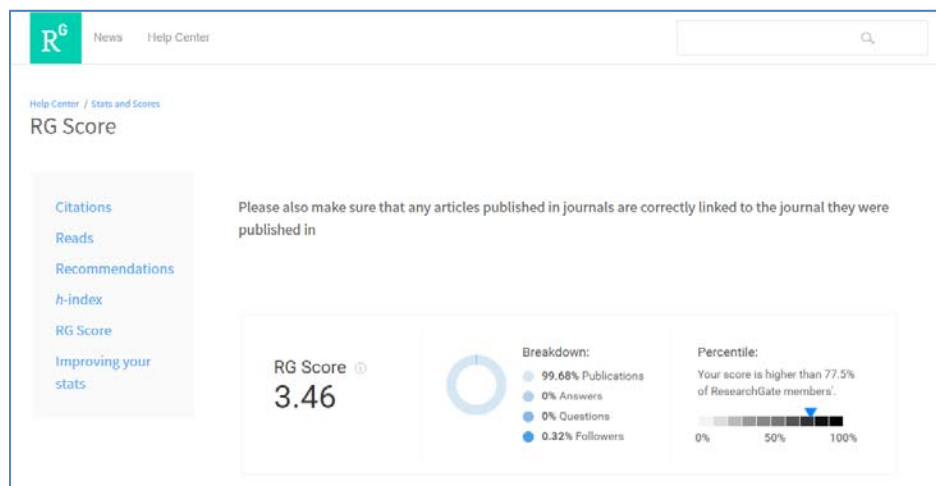 RG
News Help Center
Help Center / Stats and Scores
RG Score
Citations
Reads
Recommendations
h-index
RG Score
Improving your
stats
Please also make sure that any articles published in journals are correctly linked to the journal they were
published in
RG Score
3.46
Breakdown:
99.68% Publications
0% Answers
0% Questions
0.32% Followers
Percentile:
Your score is higher than 77.5%
of ResearchGate members'.
0% 50% 100%